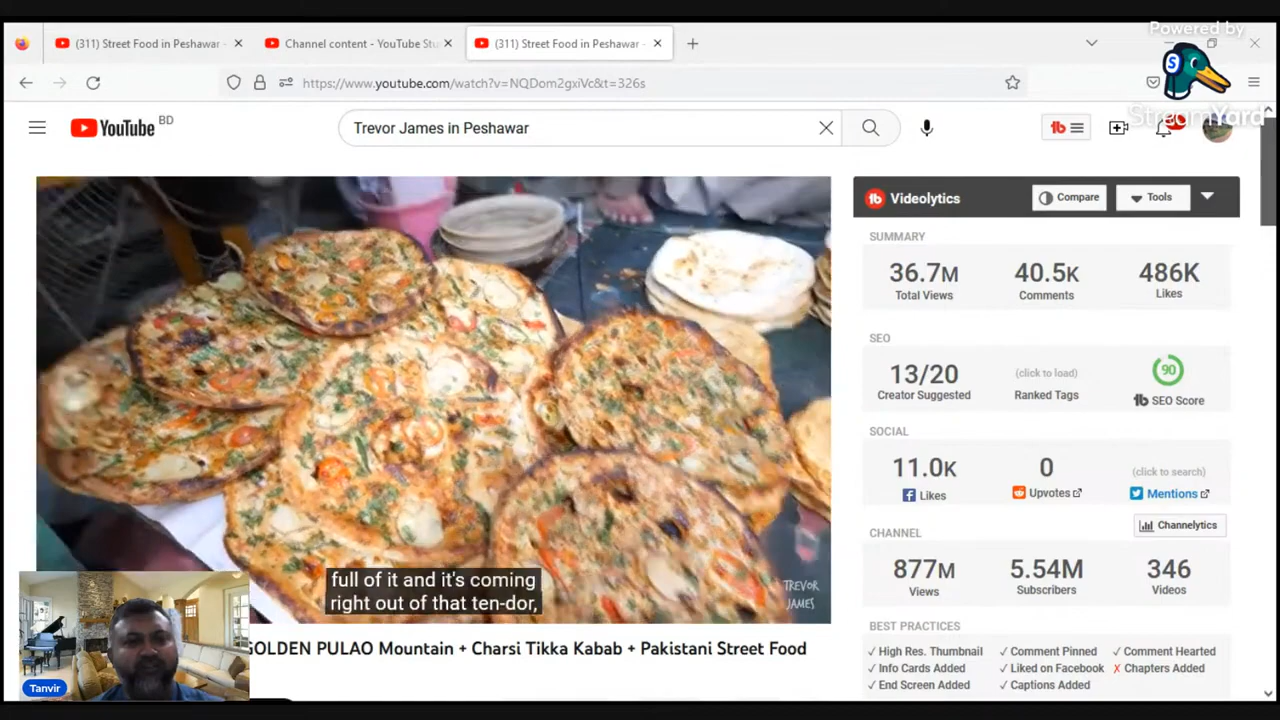 Powered by
StreamYard
(311) Street Food in Peshawar -
Channel content - YouTube Stu
(311) Street Food in Peshawar -
https://www.youtube.com/watch?v=NQDom2gxiVc&t=326s
YouTube BD
Trevor James in Peshawar
tb
Videolytics
Compare
Tools
SUMMARY
36.7M 40.5K 486K
Total Views Comments Likes
SEO
13/20 (click to load) 90
Creator Suggested Ranked Tags tb SEO Score
SOCIAL
11.0K 0 (click to search)
Likes Upvotes Mentions
Channelytics
CHANNEL
877M 5.54M 346
Views Subscribers Videos
BEST PRACTICES
✓ High Res. Thumbnail ✓ Comment Pinned ✓ Comment Hearted
✓ Info Cards Added ✓ Liked on Facebook ✗ Chapters Added
✓ End Screen Added ✓ Captions Added
full of it and it's coming
right out of that ten-dor,
TREVOR
JAMES
GOLDEN PULAO Mountain + Charsi Tikka Kabab + Pakistani Street Food
Tanvir